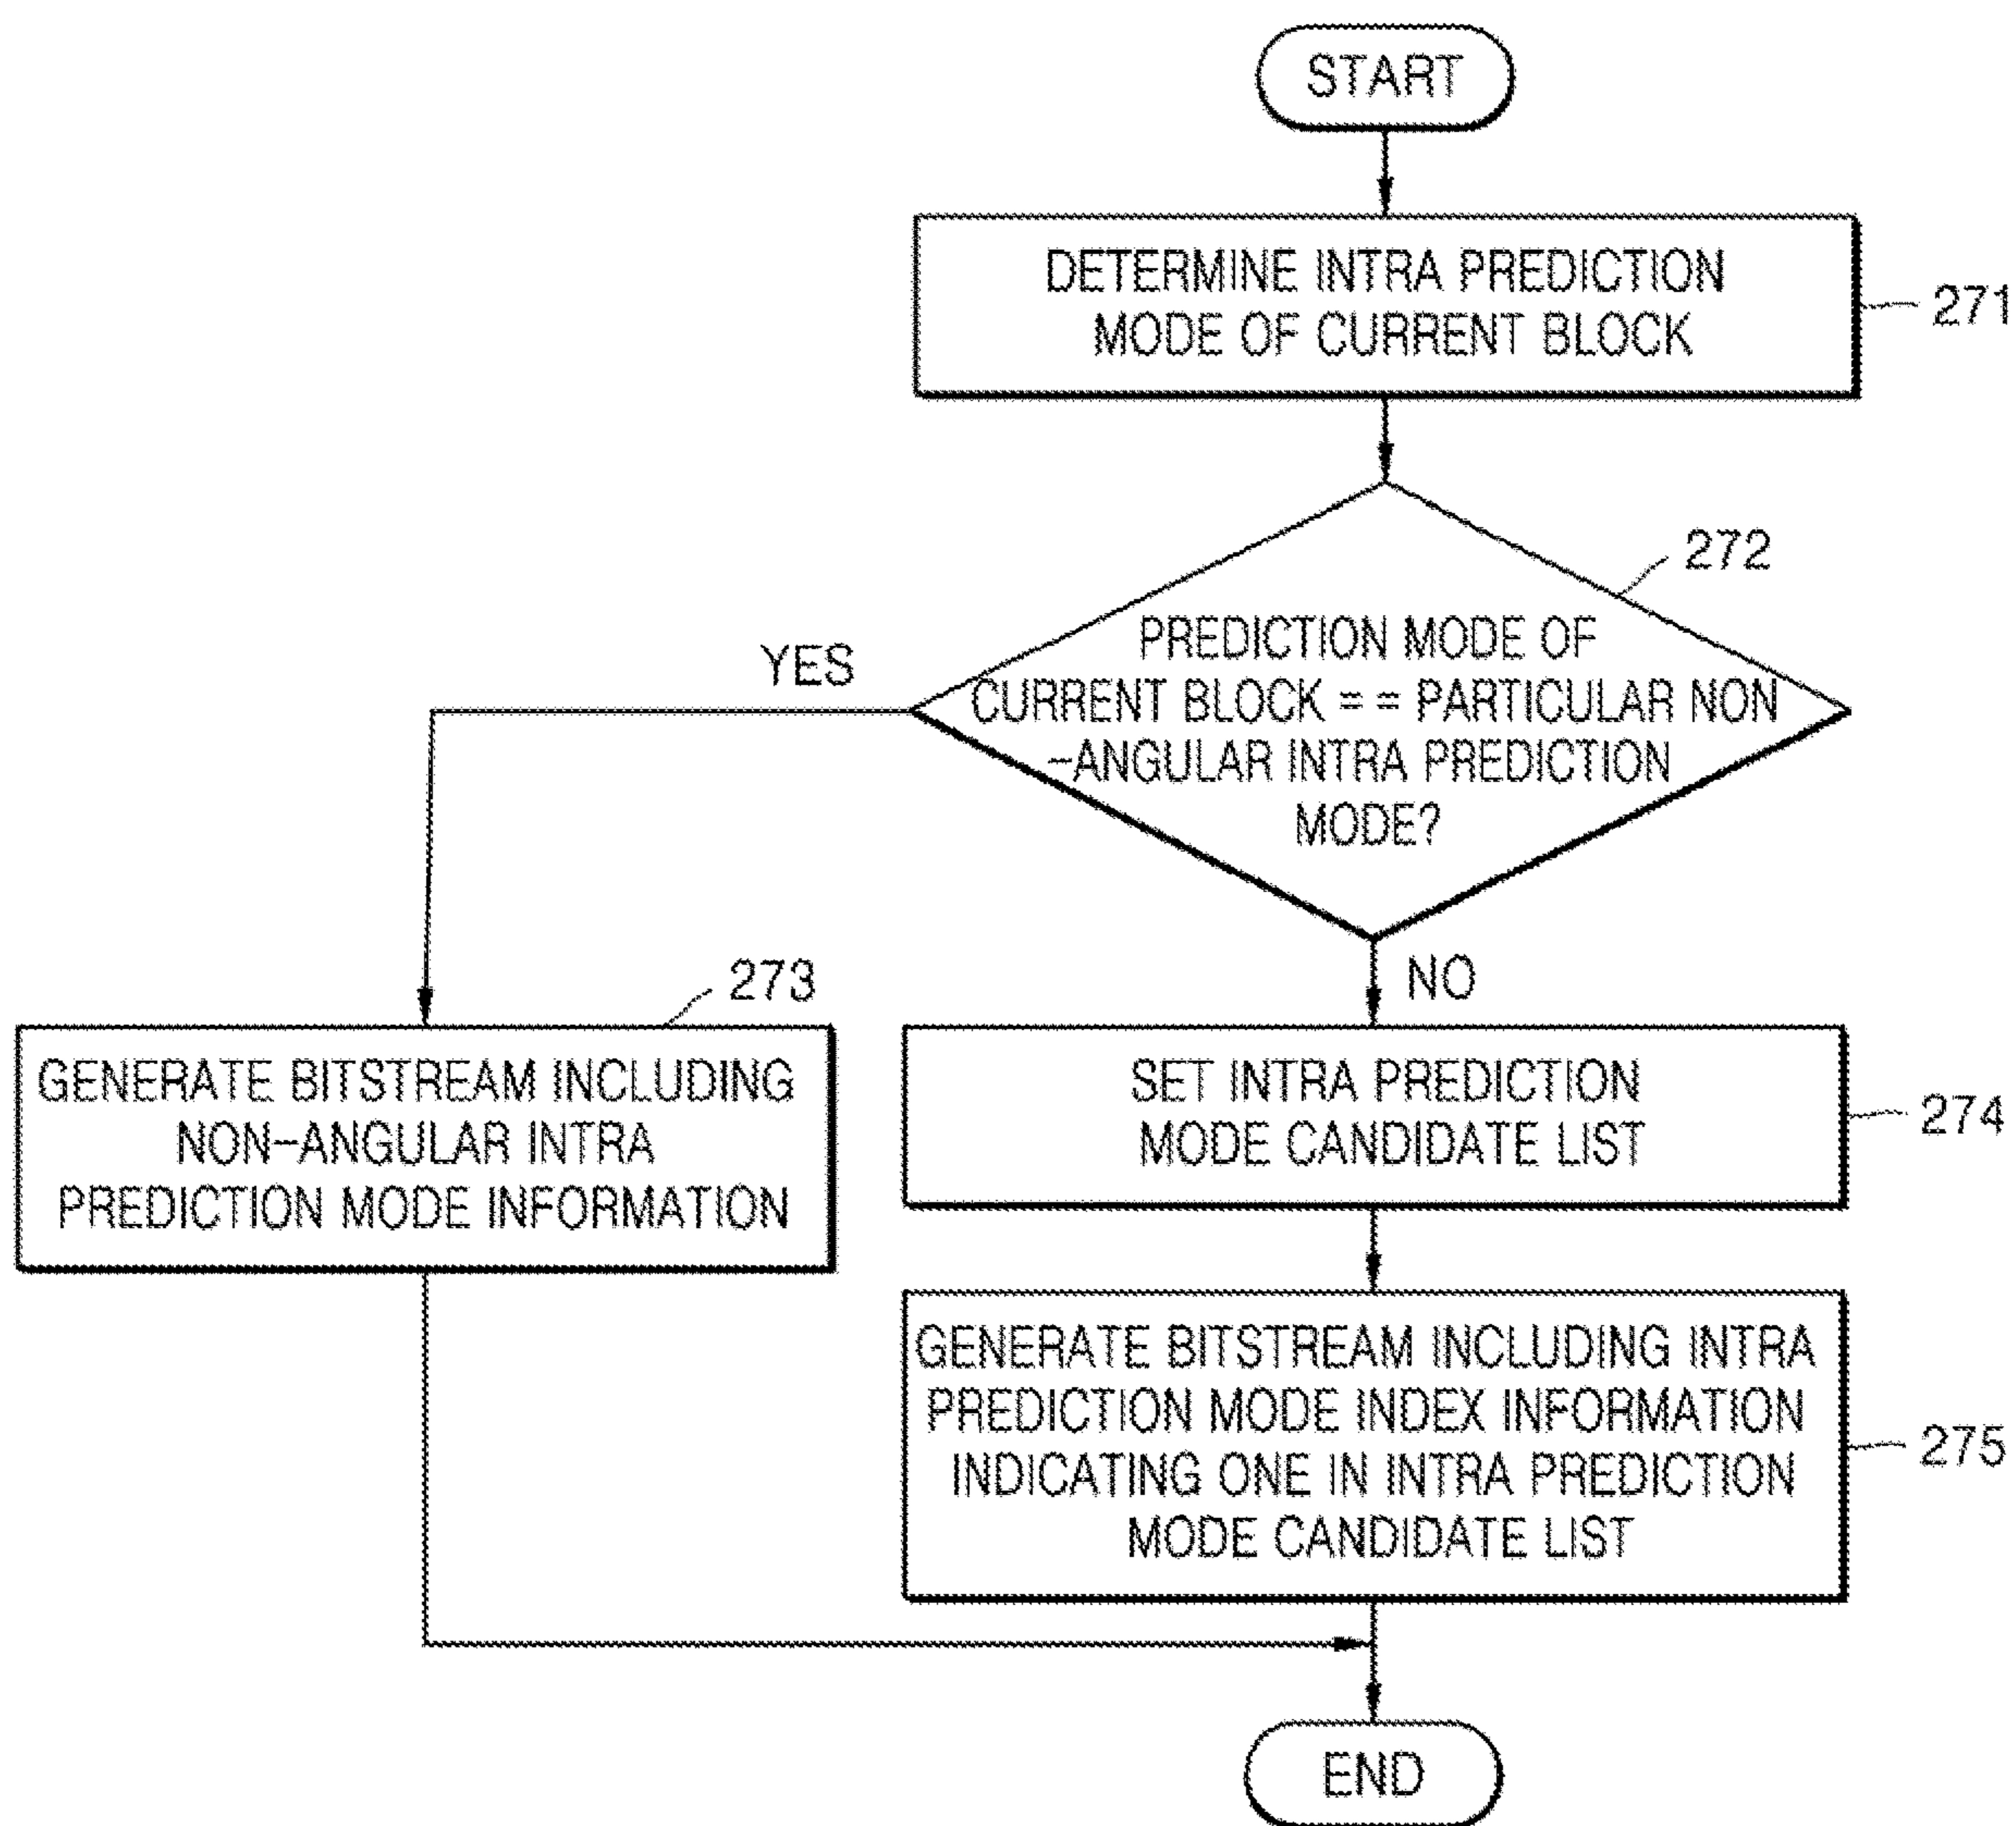 START
DETERMINE INTRA PREDICTION
MODE OF CURRENT BLOCK
271
272
PREDICTION MODE OF
CURRENT BLOCK = = PARTICULAR NON
-ANGULAR INTRA PREDICTION
MODE?
YES
NO
273
GENERATE BITSTREAM INCLUDING
NON-ANGULAR INTRA
PREDICTION MODE INFORMATION
SET INTRA PREDICTION
MODE CANDIDATE LIST
274
GENERATE BITSTREAM INCLUDING INTRA
PREDICTION MODE INDEX INFORMATION
INDICATING ONE IN INTRA PREDICTION
MODE CANDIDATE LIST
275
END